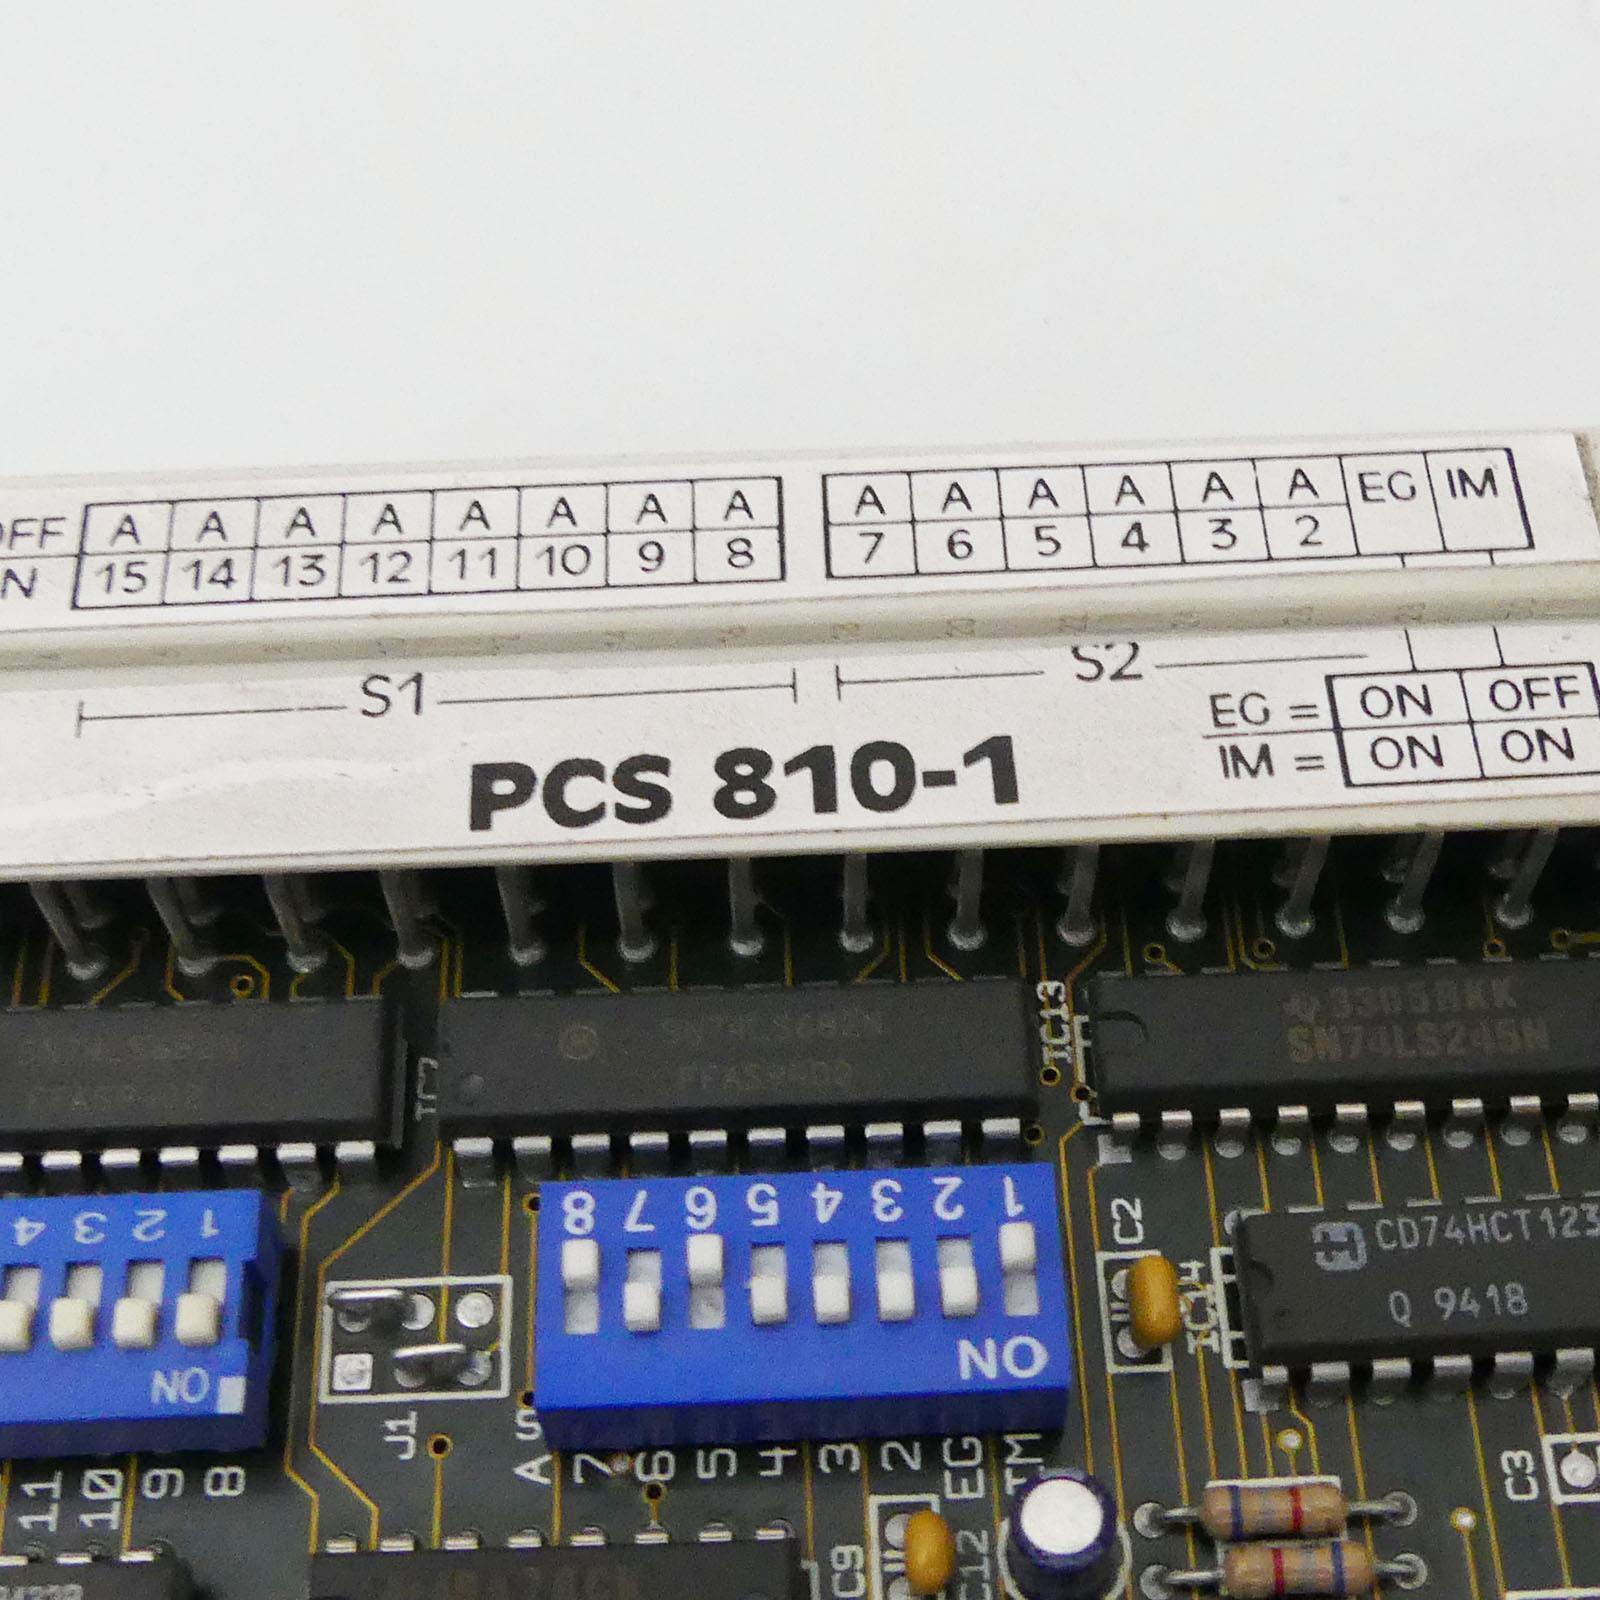 OFF A A A A A A A A A A A A A A EG IM
N 15 14 13 12 11 10 9 8 7 6 5 4 3 2
S1 S2
EG = ON OFF
IM = ON ON
PCS 810-1
IC13
3305BKK
SN74LS245N
IC7
8 7 6 5 4 3 2 1
ON
4 3 2 1
ON
C2
IC14
CD74HCT123
Q 9418
J1
11 10 9 8
A 7 6 5 4 3 2 EG IM
C3
C9